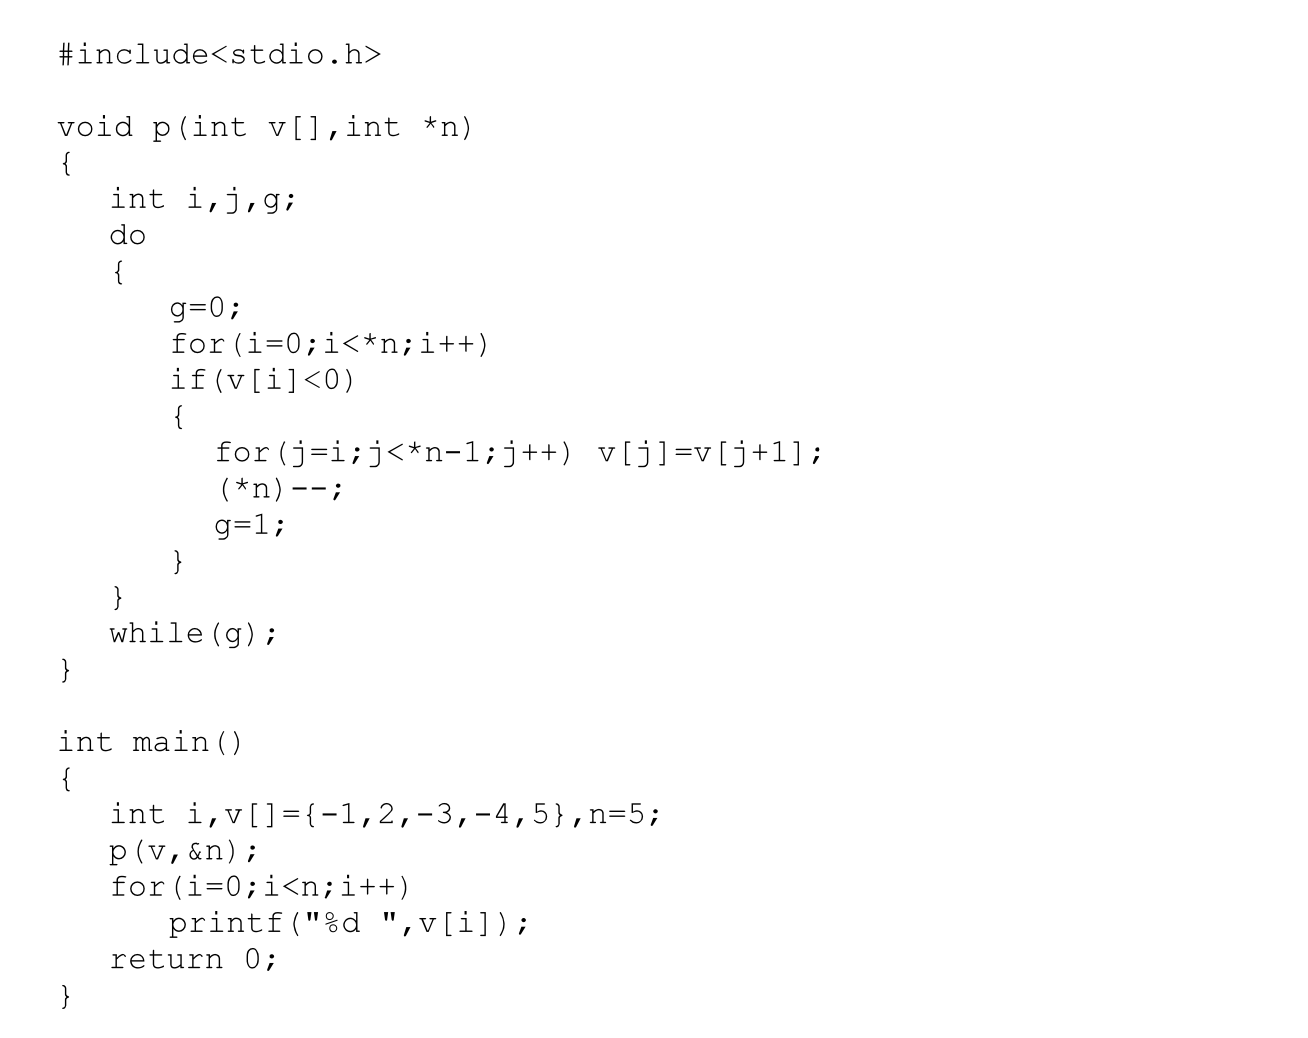 #include<stdio.h>
void p(int v[],int *n)
{
int i,j,g;
do
{
g=0;
for(i=0;i<*n;i++)
if(v[i]<0)
{
for(j=i;j<*n-1;j++) v[j]=v[j+1];
(*n)--;
g=1;
}
}
while(g);
}
int main()
{
int i,v[]={-1,2,-3,-4,5},n=5;
p(v,&n);
for(i=0;i<n;i++)
printf("%d ",v[i]);
return 0;
}